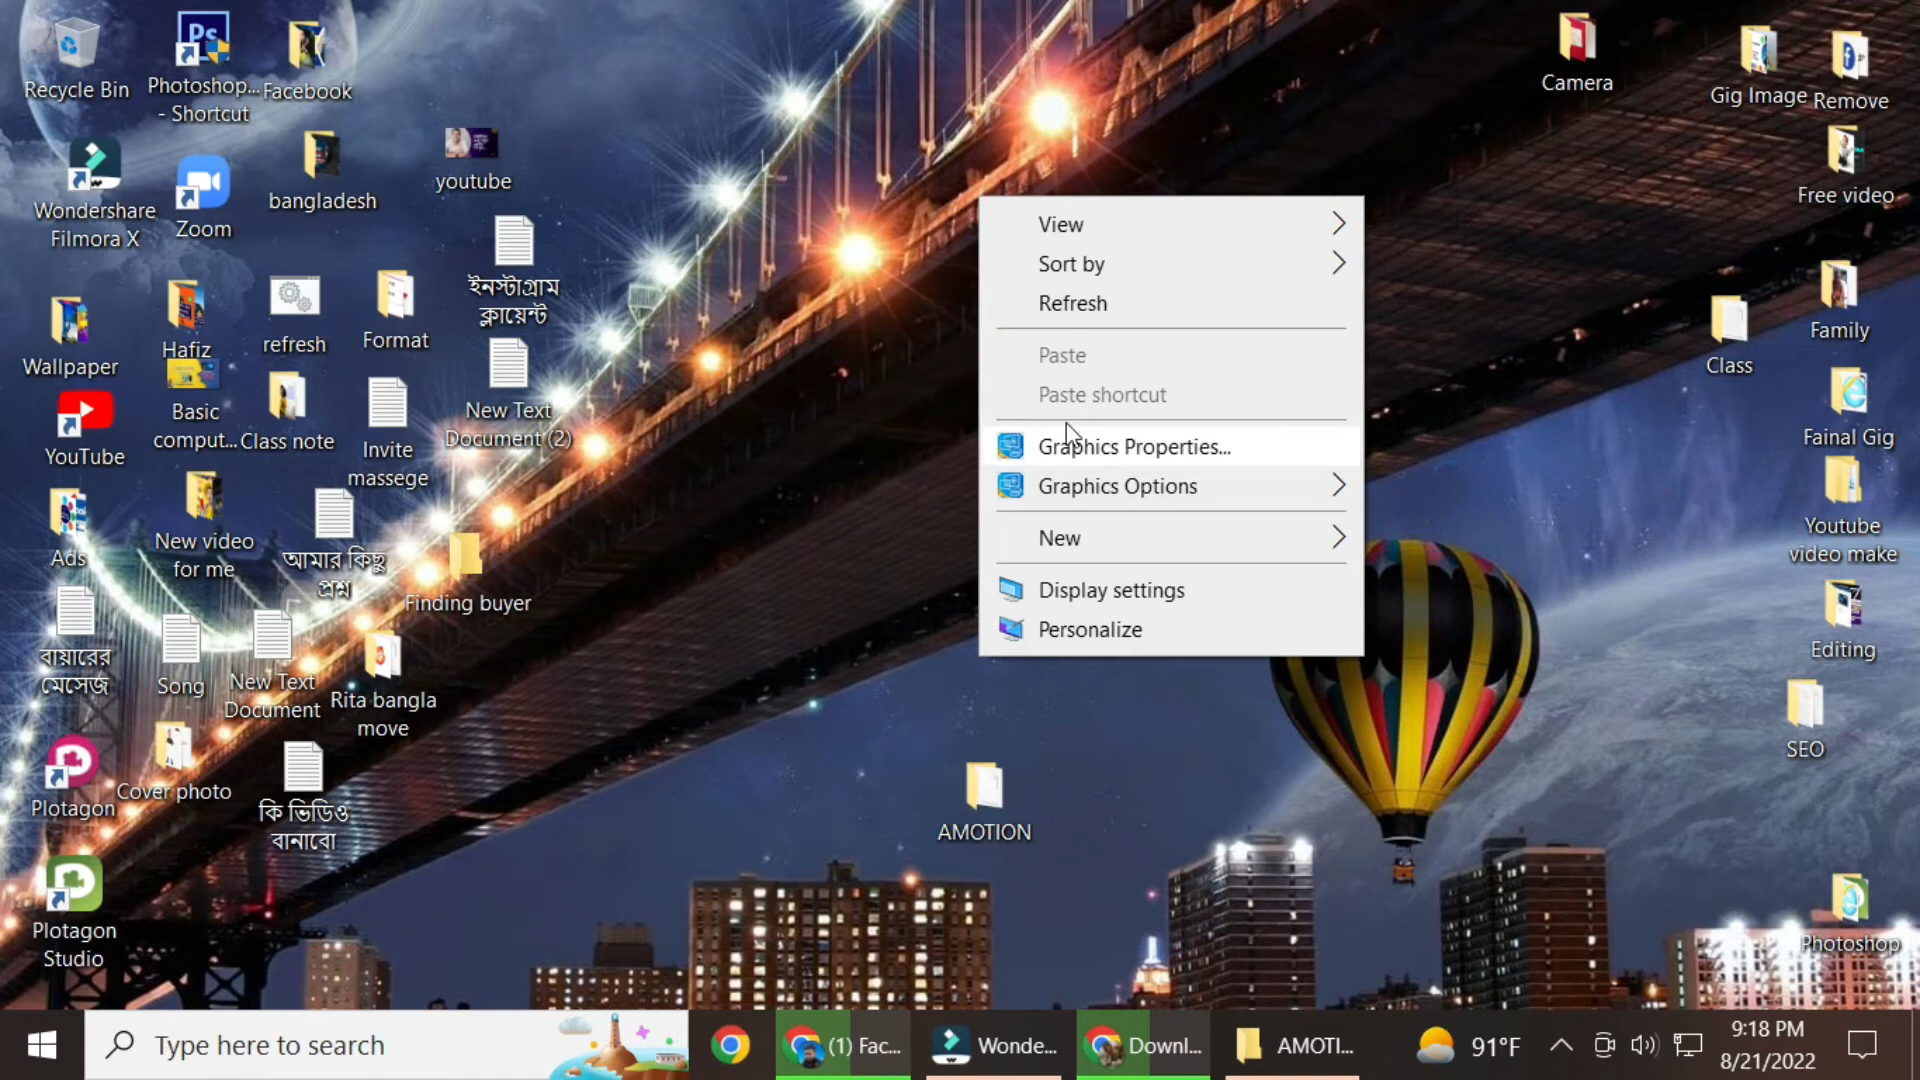 Recycle Bin
Photoshop...
- Shortcut
Facebook
Wondershare
Filmora X
Zoom
bangladesh
youtube
ইনস্টাগ্রাম
ক্লায়েন্ট
Wallpaper
Hafiz
refresh
Format
YouTube
Basic
comput...
Class note
Invite
massege
New Text
Document (2)
Ads
New video
for me
আমার কিছু
প্রশ্ন
Finding buyer
বায়ারের
মেসেজ
Song
New Text
Document
Rita bangla
move
Plotagon
Cover photo
কি ভিডিও
বানাবো
Plotagon
Studio
AMOTION
View
Sort by
Refresh
Paste
Paste shortcut
Graphics Properties...
Graphics Options
New
Display settings
Personalize
Camera
Gig Image
Remove
Free video
Family
Class
Fainal Gig
Youtube
video make
Editing
SEO
Photoshop
Type here to search
(1) Fac...
Wonde...
Downl...
AMOTI...
91°F
9:18 PM
8/21/2022